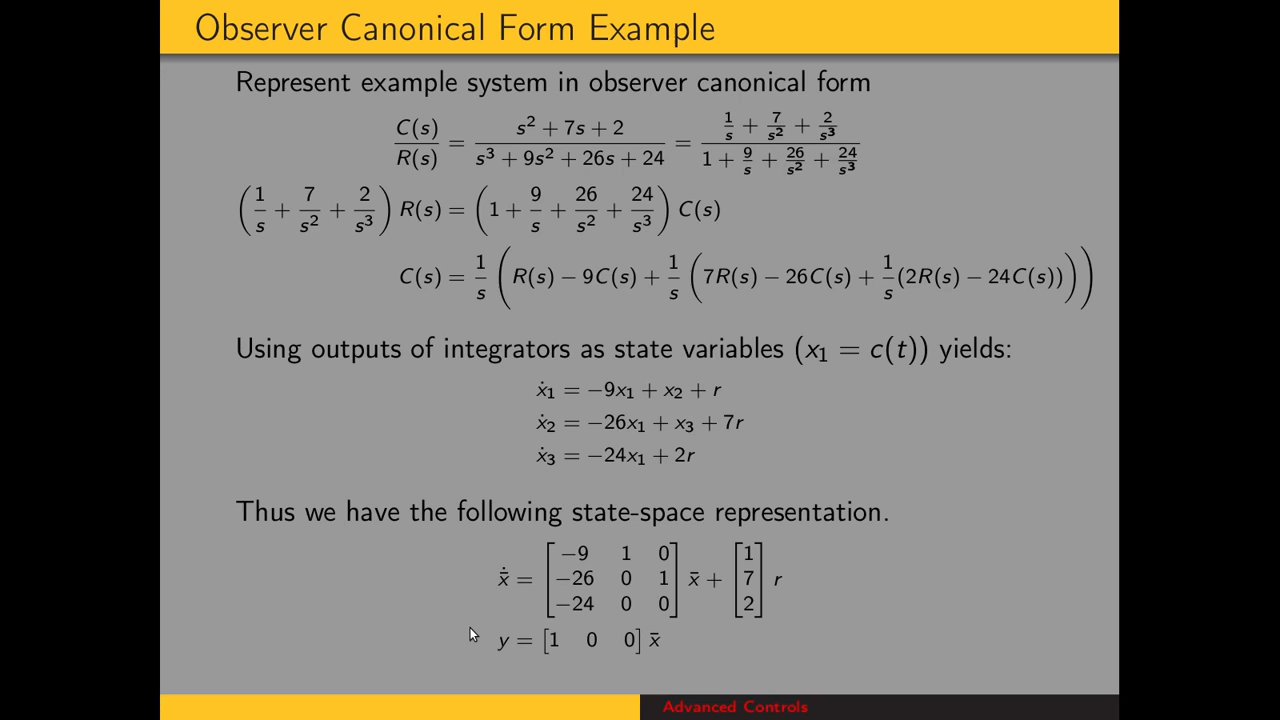 Observer Canonical Form Example
Represent example system in observer canonical form
C(s)/R(s) = (s² + 7s + 2)/(s³ + 9s² + 26s + 24) = (1/s + 7/s² + 2/s³)/(1 + 9/s + 26/s² + 24/s³)
(1/s + 7/s² + 2/s³) R(s) = (1 + 9/s + 26/s² + 24/s³) C(s)
C(s) = 1/s (R(s) − 9C(s) + 1/s (7R(s) − 26C(s) + 1/s (2R(s) − 24C(s))))
Using outputs of integrators as state variables (x₁ = c(t)) yields:
ẋ₁ = −9x₁ + x₂ + r
ẋ₂ = −26x₁ + x₃ + 7r
ẋ₃ = −24x₁ + 2r
Thus we have the following state-space representation.
x̄̇ = [−9 1 0; −26 0 1; −24 0 0] x̄ + [1; 7; 2] r
y = [1 0 0] x̄
Advanced Controls